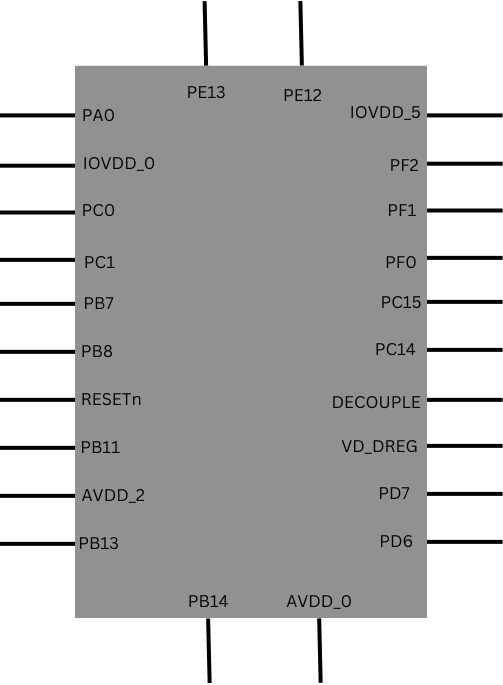 PE13
PE12
PA0
IOVDD_5
IOVDD_0
PF2
PC0
PF1
PC1
PF0
PB7
PC15
PB8
PC14
RESETn
DECOUPLE
PB11
VD_DREG
AVDD_2
PD7
PB13
PD6
PB14
AVDD_0